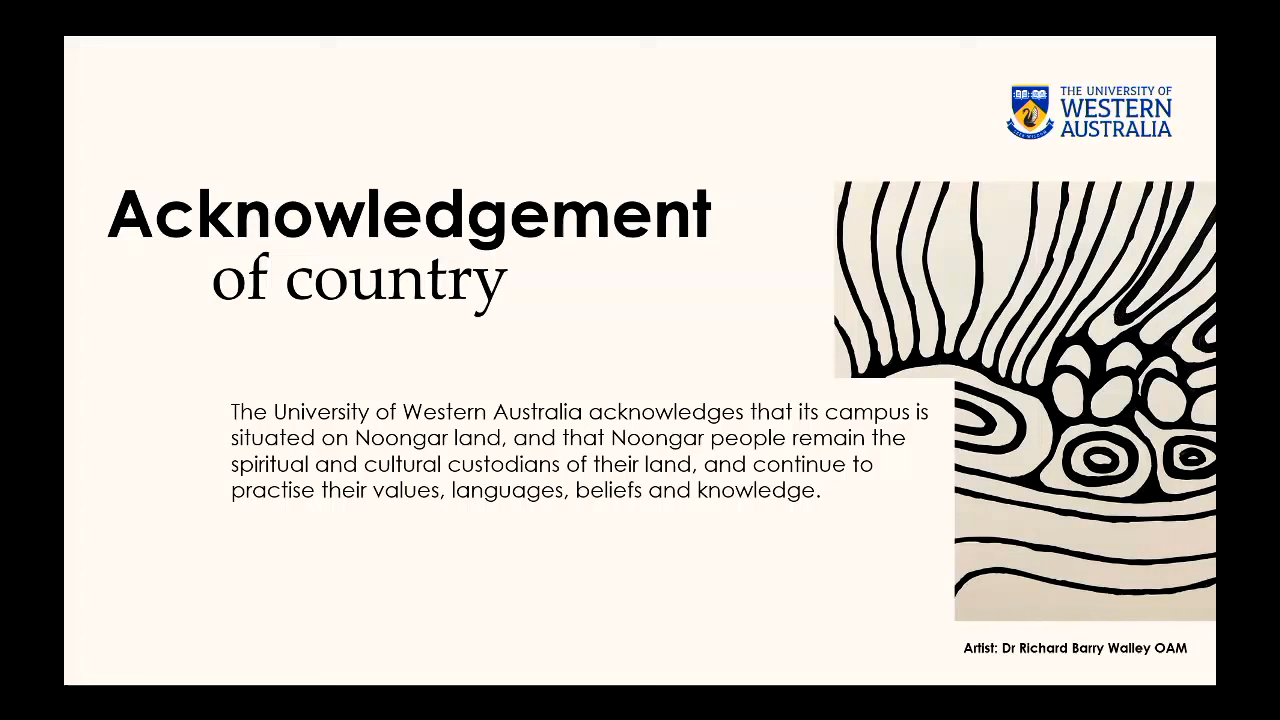 THE UNIVERSITY OF
WESTERN
AUSTRALIA
Acknowledgement
of country
The University of Western Australia acknowledges that its campus is
situated on Noongar land, and that Noongar people remain the
spiritual and cultural custodians of their land, and continue to
practise their values, languages, beliefs and knowledge.
Artist: Dr Richard Barry Walley OAM